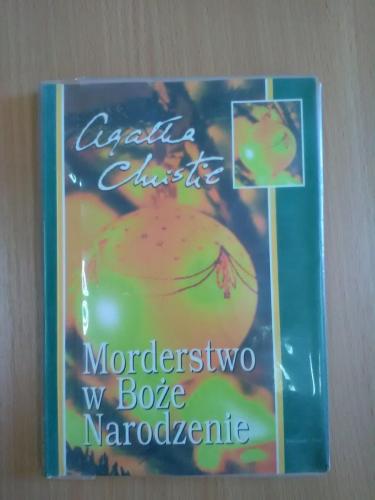 Agatha
Christie
Morderstwo
w Boże
Narodzenie